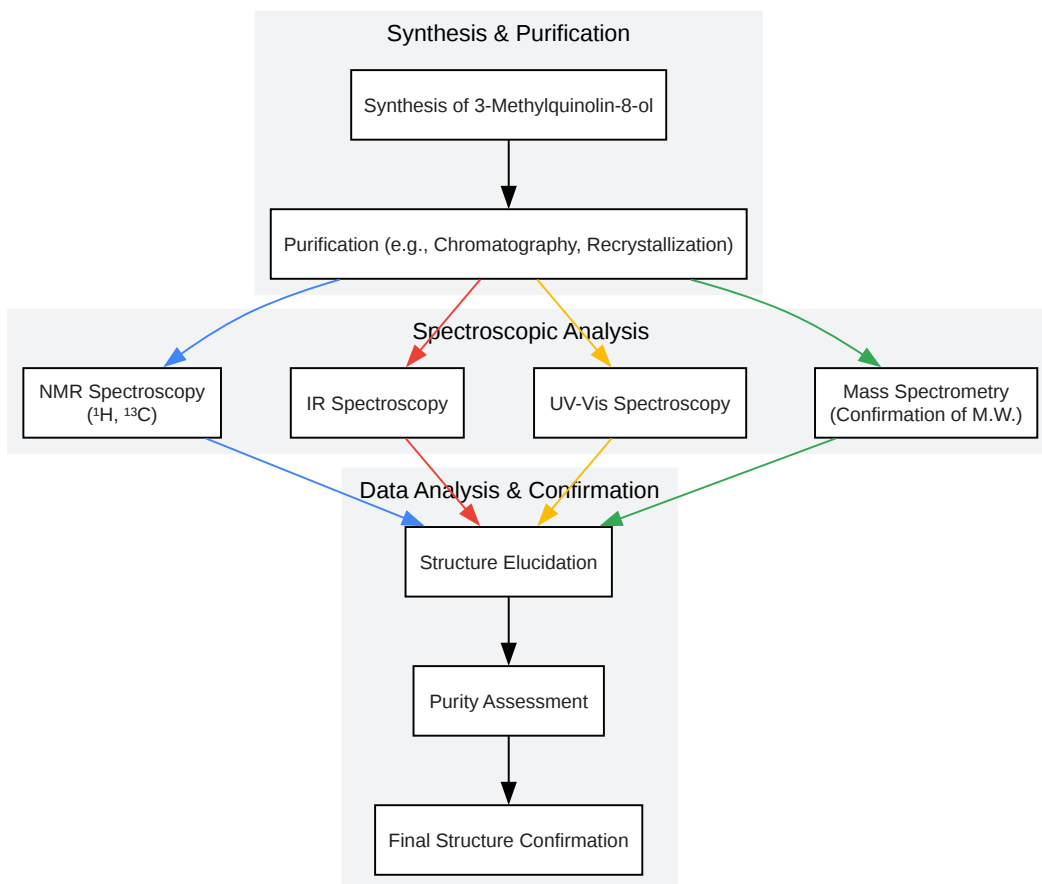 Synthesis & Purification
Synthesis of 3-Methylquinolin-8-ol
Purification (e.g., Chromatography, Recrystallization)
Spectroscopic Analysis
NMR Spectroscopy
(¹H, ¹³C)
IR Spectroscopy
UV-Vis Spectroscopy
Mass Spectrometry
(Confirmation of M.W.)
Data Analysis & Confirmation
Structure Elucidation
Purity Assessment
Final Structure Confirmation